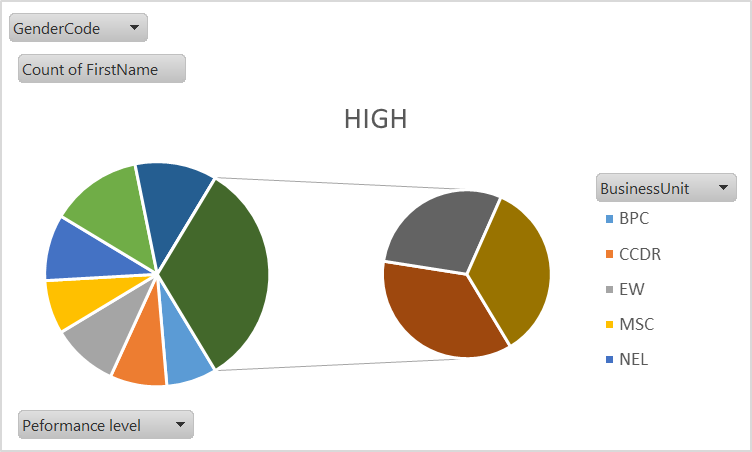 GenderCode
Count of FirstName
HIGH
BusinessUnit
BPC
CCDR
EW
MSC
NEL
Peformance level